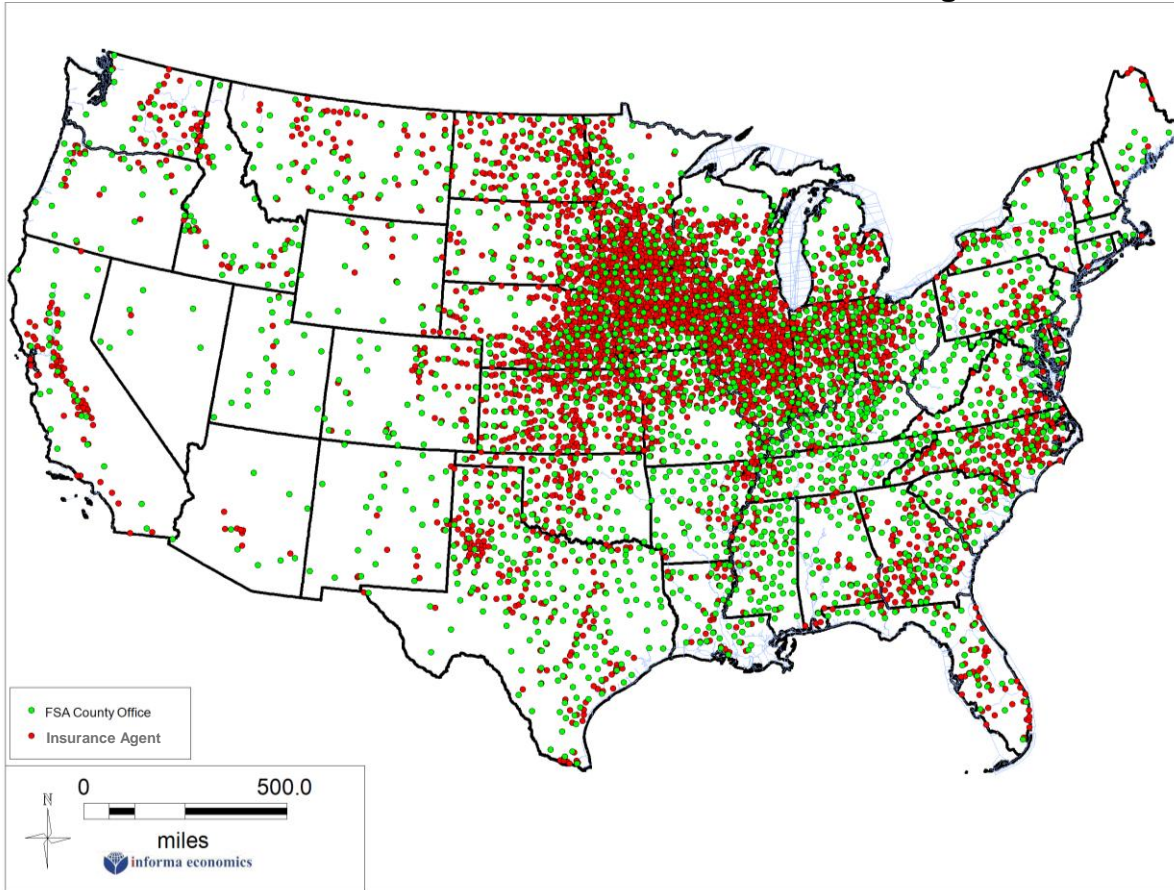 FSA County Office
Insurance Agent
0 500.0
N
miles
informa economics